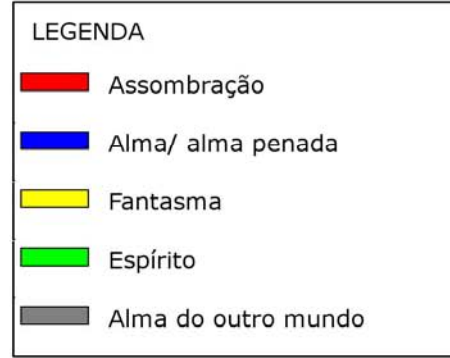 LEGENDA
Assombração
Alma/ alma penada
Fantasma
Espírito
Alma do outro mundo